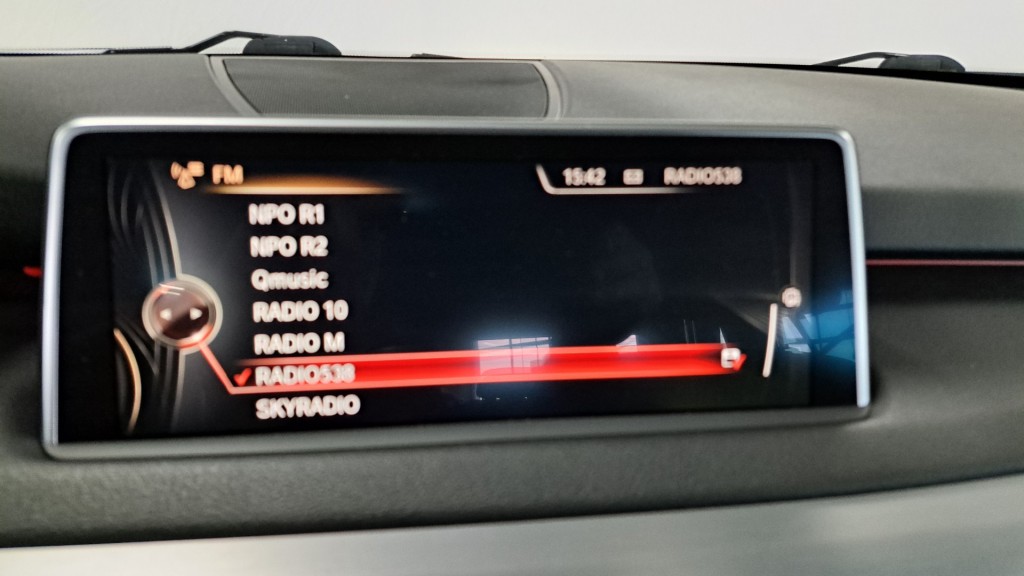 FM
15:42 RADIO538
NPO R1
NPO R2
Qmusic
RADIO 10
RADIO M
RADIO538
SKYRADIO